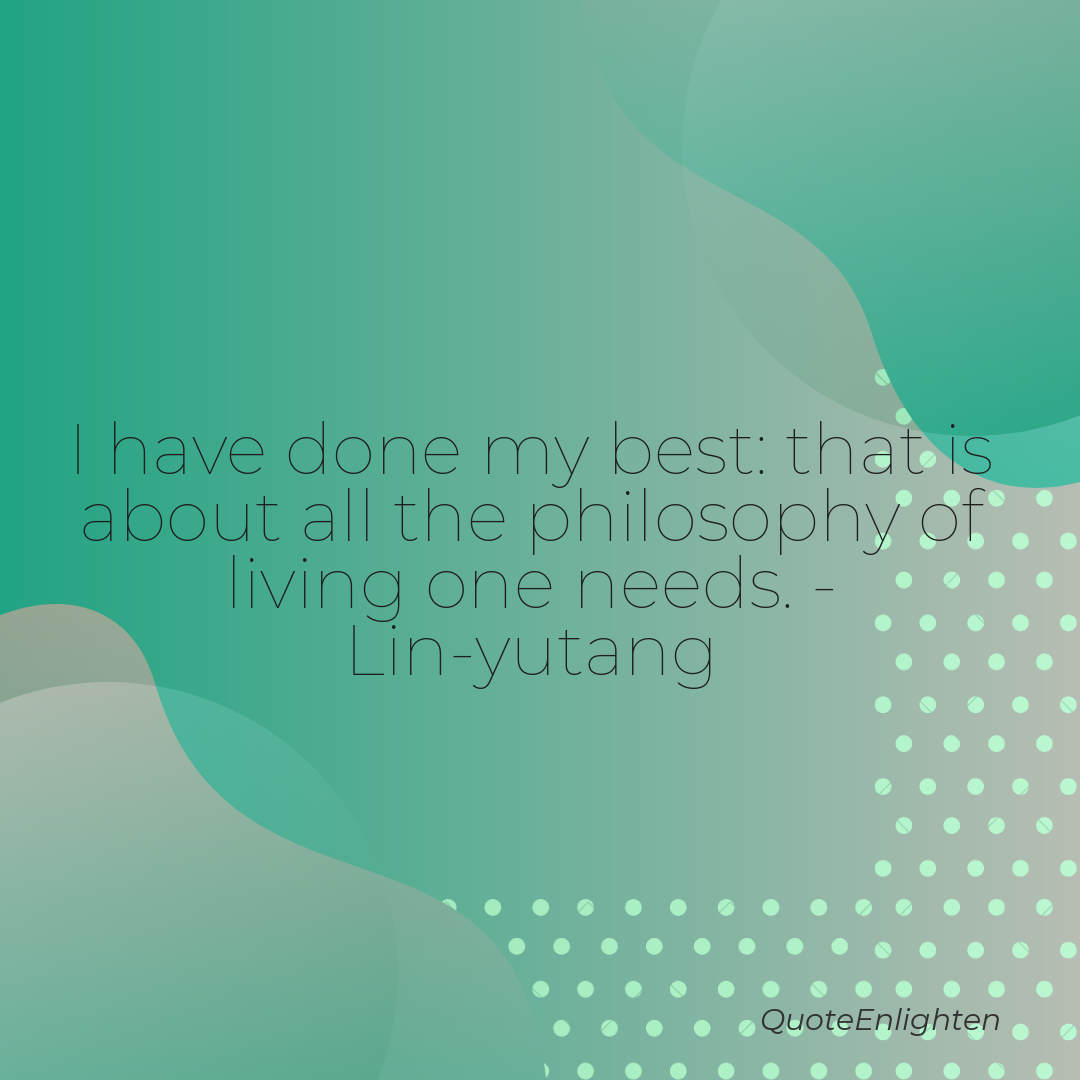 I have done my best: that is
about all the philosophy of
living one needs. -
Lin-yutang
QuoteEnlighten